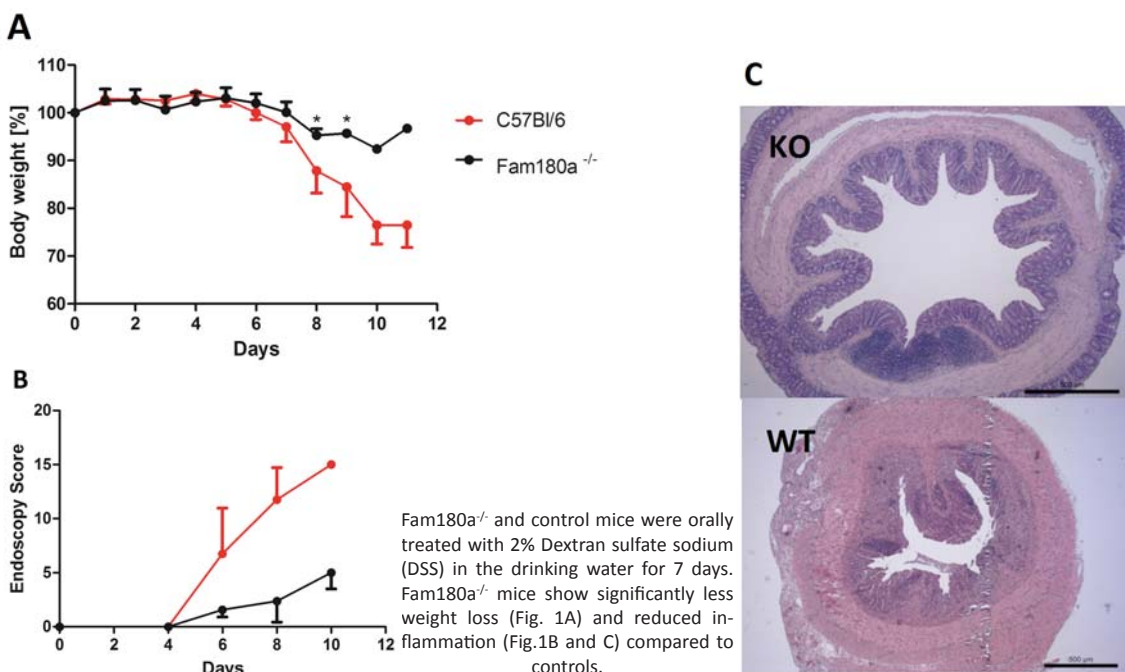 A
110
100
90
80
70
60
Body weight [%]
0 2 4 6 8 10 12
Days
* *
C57Bl/6
Fam180a -/-
B
20
15
10
5
0
Endoscopy Score
0 2 4 6 8 10 12
Days
Fam180a-/- and control mice were orally
treated with 2% Dextran sulfate sodium
(DSS) in the drinking water for 7 days.
Fam180a-/- mice show significantly less
weight loss (Fig. 1A) and reduced in-
flammation (Fig.1B and C) compared to
controls.
C
KO
WT
500 µm